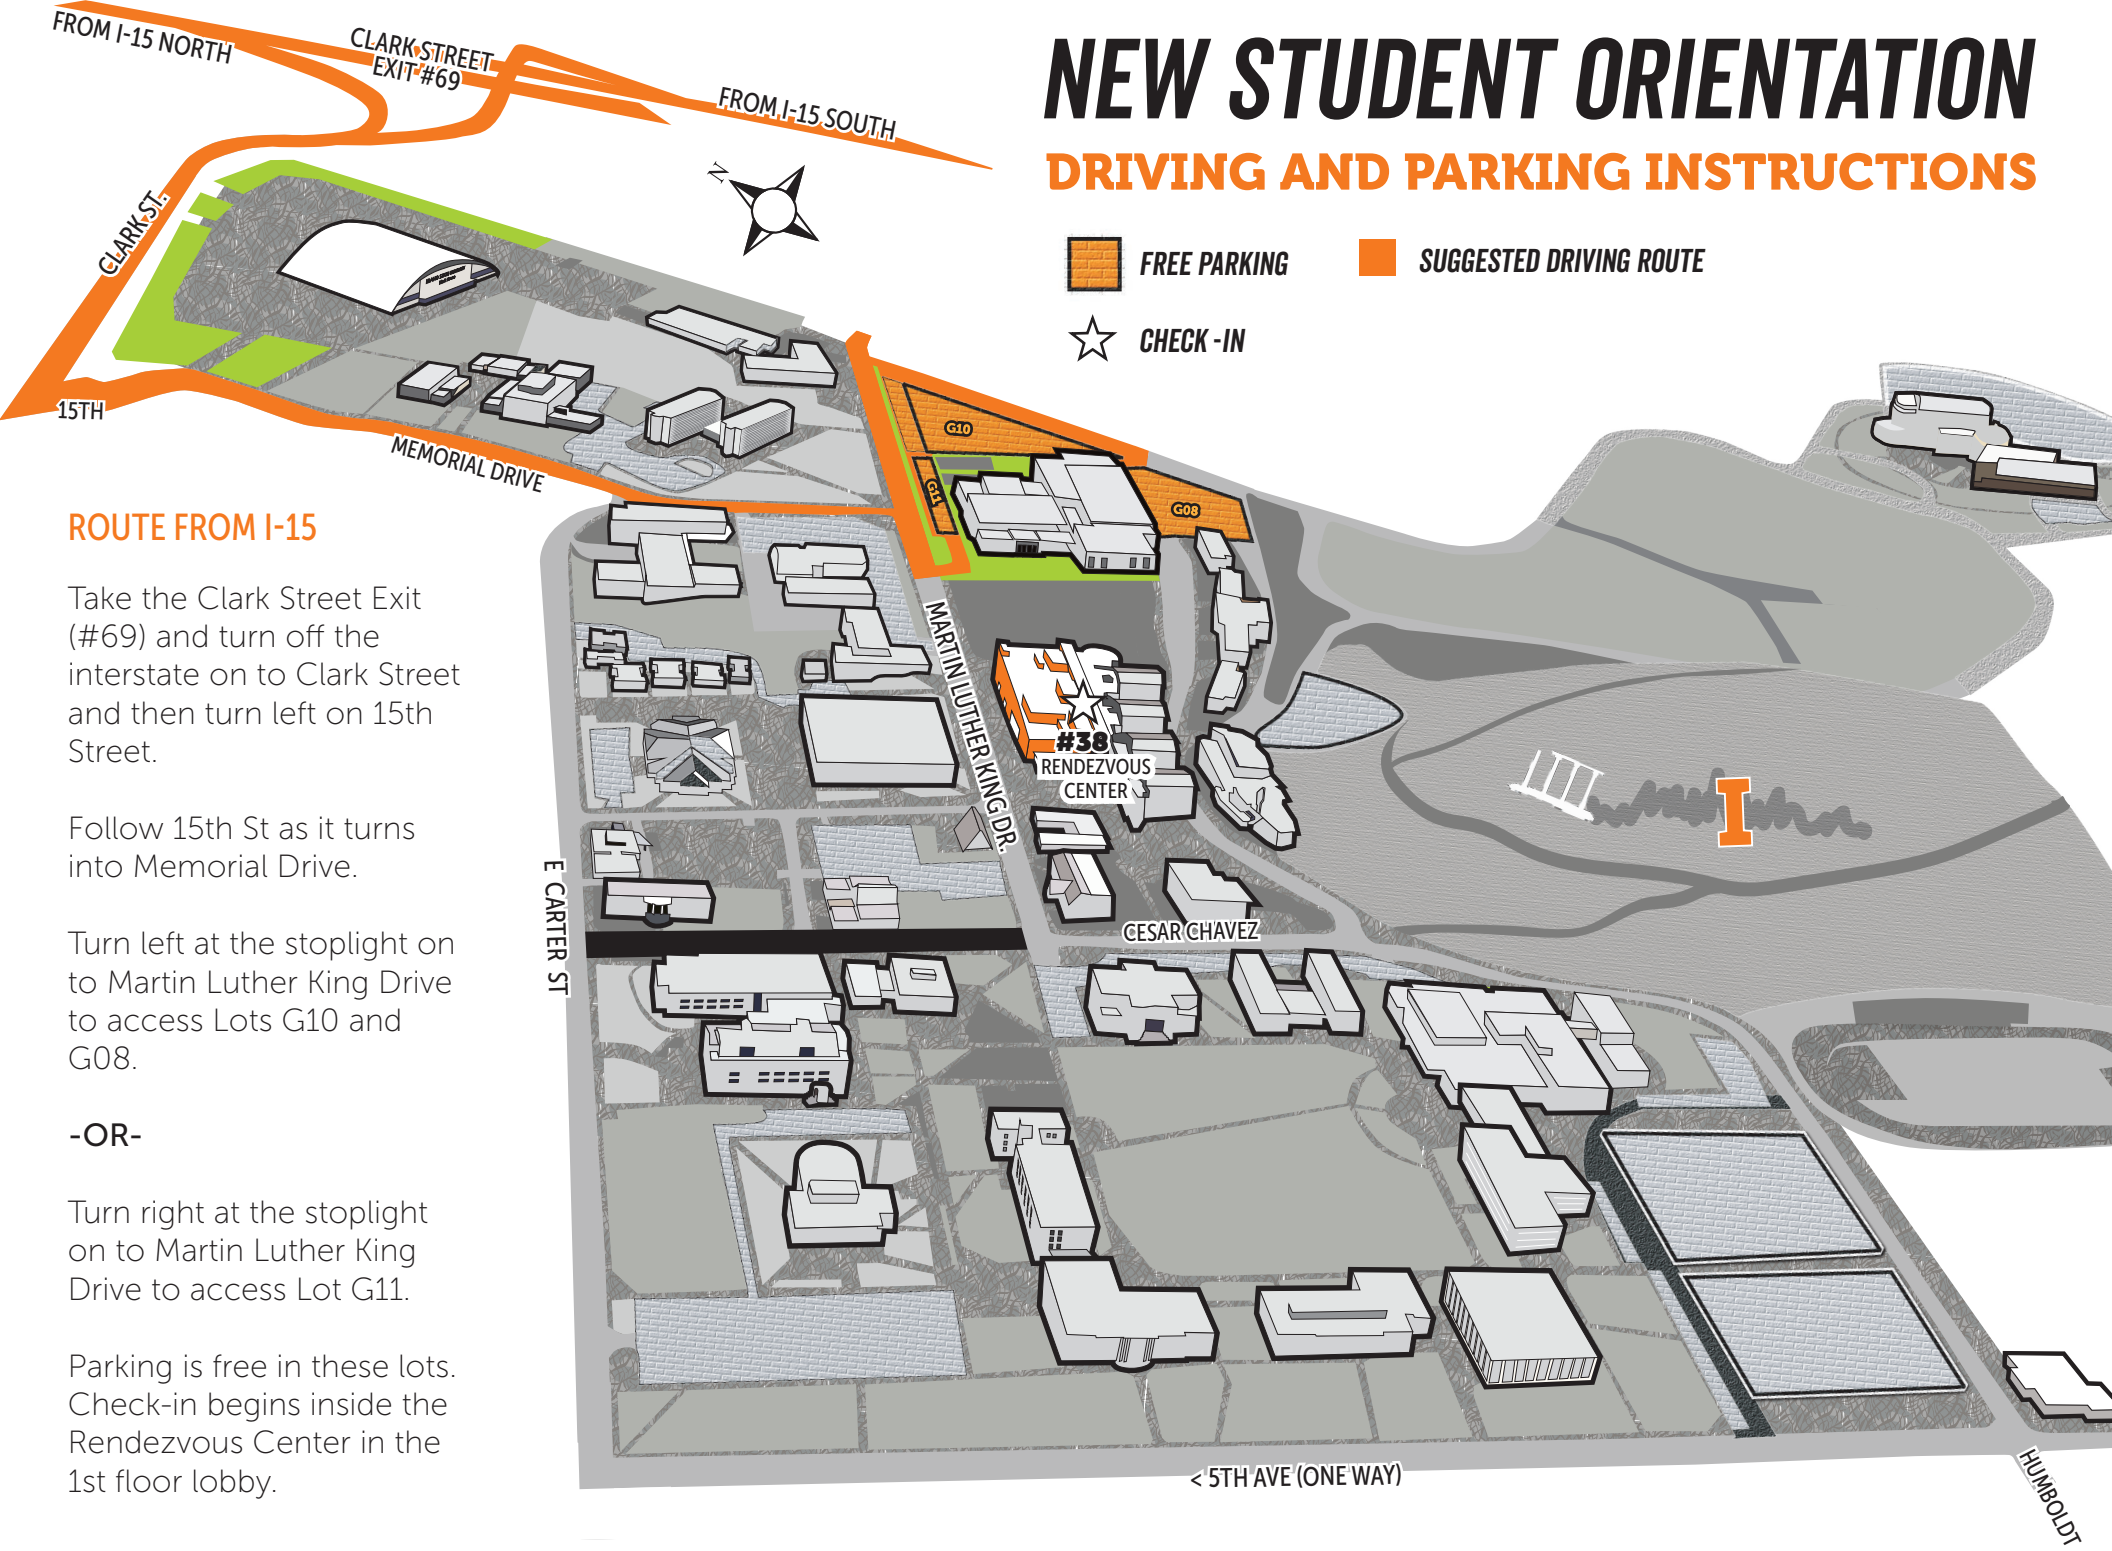 NEW STUDENT ORIENTATION
DRIVING AND PARKING INSTRUCTIONS
FREE PARKING
SUGGESTED DRIVING ROUTE
CHECK -IN
FROM I-15 NORTH
CLARK STREET
EXIT #69
FROM I-15 SOUTH
N
CLARK ST.
15TH
MEMORIAL DRIVE
G10
G11
G08
ROUTE FROM I-15
Take the Clark Street Exit
(#69) and turn off the
interstate on to Clark Street
and then turn left on 15th
Street.
Follow 15th St as it turns
into Memorial Drive.
Turn left at the stoplight on
to Martin Luther King Drive
to access Lots G10 and
G08.
-OR-
Turn right at the stoplight
on to Martin Luther King
Drive to access Lot G11.
Parking is free in these lots.
Check-in begins inside the
Rendezvous Center in the
1st floor lobby.
MARTIN LUTHER KING DR.
#38
RENDEZVOUS
CENTER
I
E CARTER ST
CESAR CHAVEZ
< 5TH AVE (ONE WAY)
HUMBOLDT